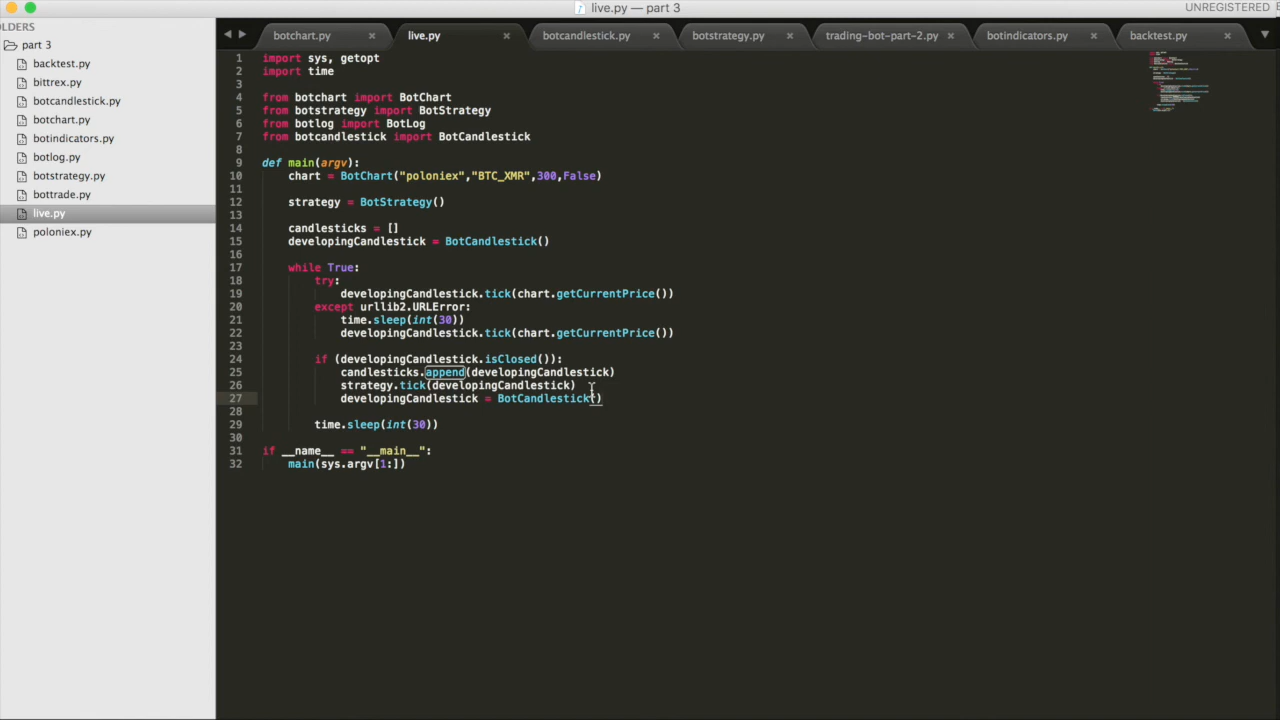 live.py — part 3
UNREGISTERED
OLDERS
part 3
backtest.py
bittrex.py
botcandlestick.py
botchart.py
botindicators.py
botlog.py
botstrategy.py
bottrade.py
live.py
poloniex.py
botchart.py
live.py
botcandlestick.py
botstrategy.py
trading-bot-part-2.py
botindicators.py
backtest.py
1 import sys, getopt
2 import time
3
4 from botchart import BotChart
5 from botstrategy import BotStrategy
6 from botlog import BotLog
7 from botcandlestick import BotCandlestick
8
9 def main(argv):
10 chart = BotChart("poloniex","BTC_XMR",300,False)
11
12 strategy = BotStrategy()
13
14 candlesticks = []
15 developingCandlestick = BotCandlestick()
16
17 while True:
18 try:
19 developingCandlestick.tick(chart.getCurrentPrice())
20 except urllib2.URLError:
21 time.sleep(int(30))
22 developingCandlestick.tick(chart.getCurrentPrice())
23
24 if (developingCandlestick.isClosed()):
25 candlesticks.append(developingCandlestick)
26 strategy.tick(developingCandlestick)
27 developingCandlestick = BotCandlestick()
28
29 time.sleep(int(30))
30
31 if __name__ == "__main__":
32 main(sys.argv[1:])